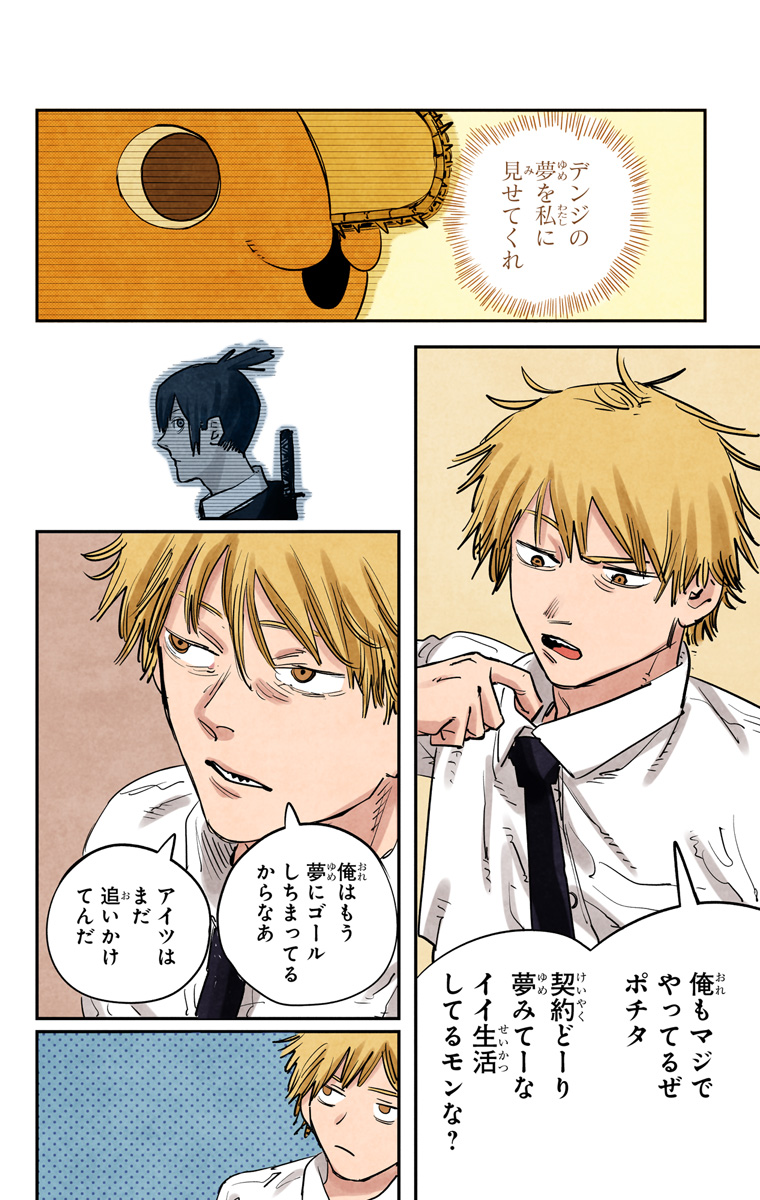 デンジの
夢を私に
見せてくれ
俺もマジで
やってるぜ
ポチタ
契約どーり
夢みてーな
イイ生活
してるモンな？
俺はもう
夢にゴール
しちまってる
からなあ
アイツは
まだ
追いかけ
てんだ